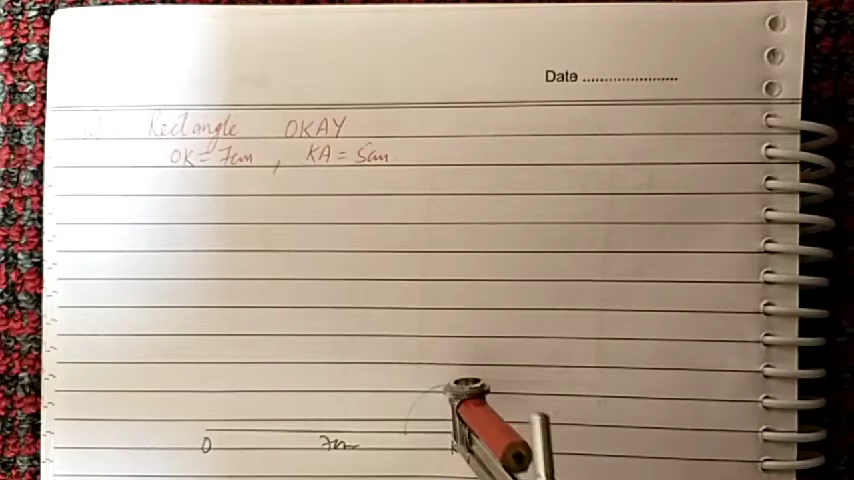 Date ........................
Rectangle OKAY
OK = 7cm , KA = 5cm
O 7cm